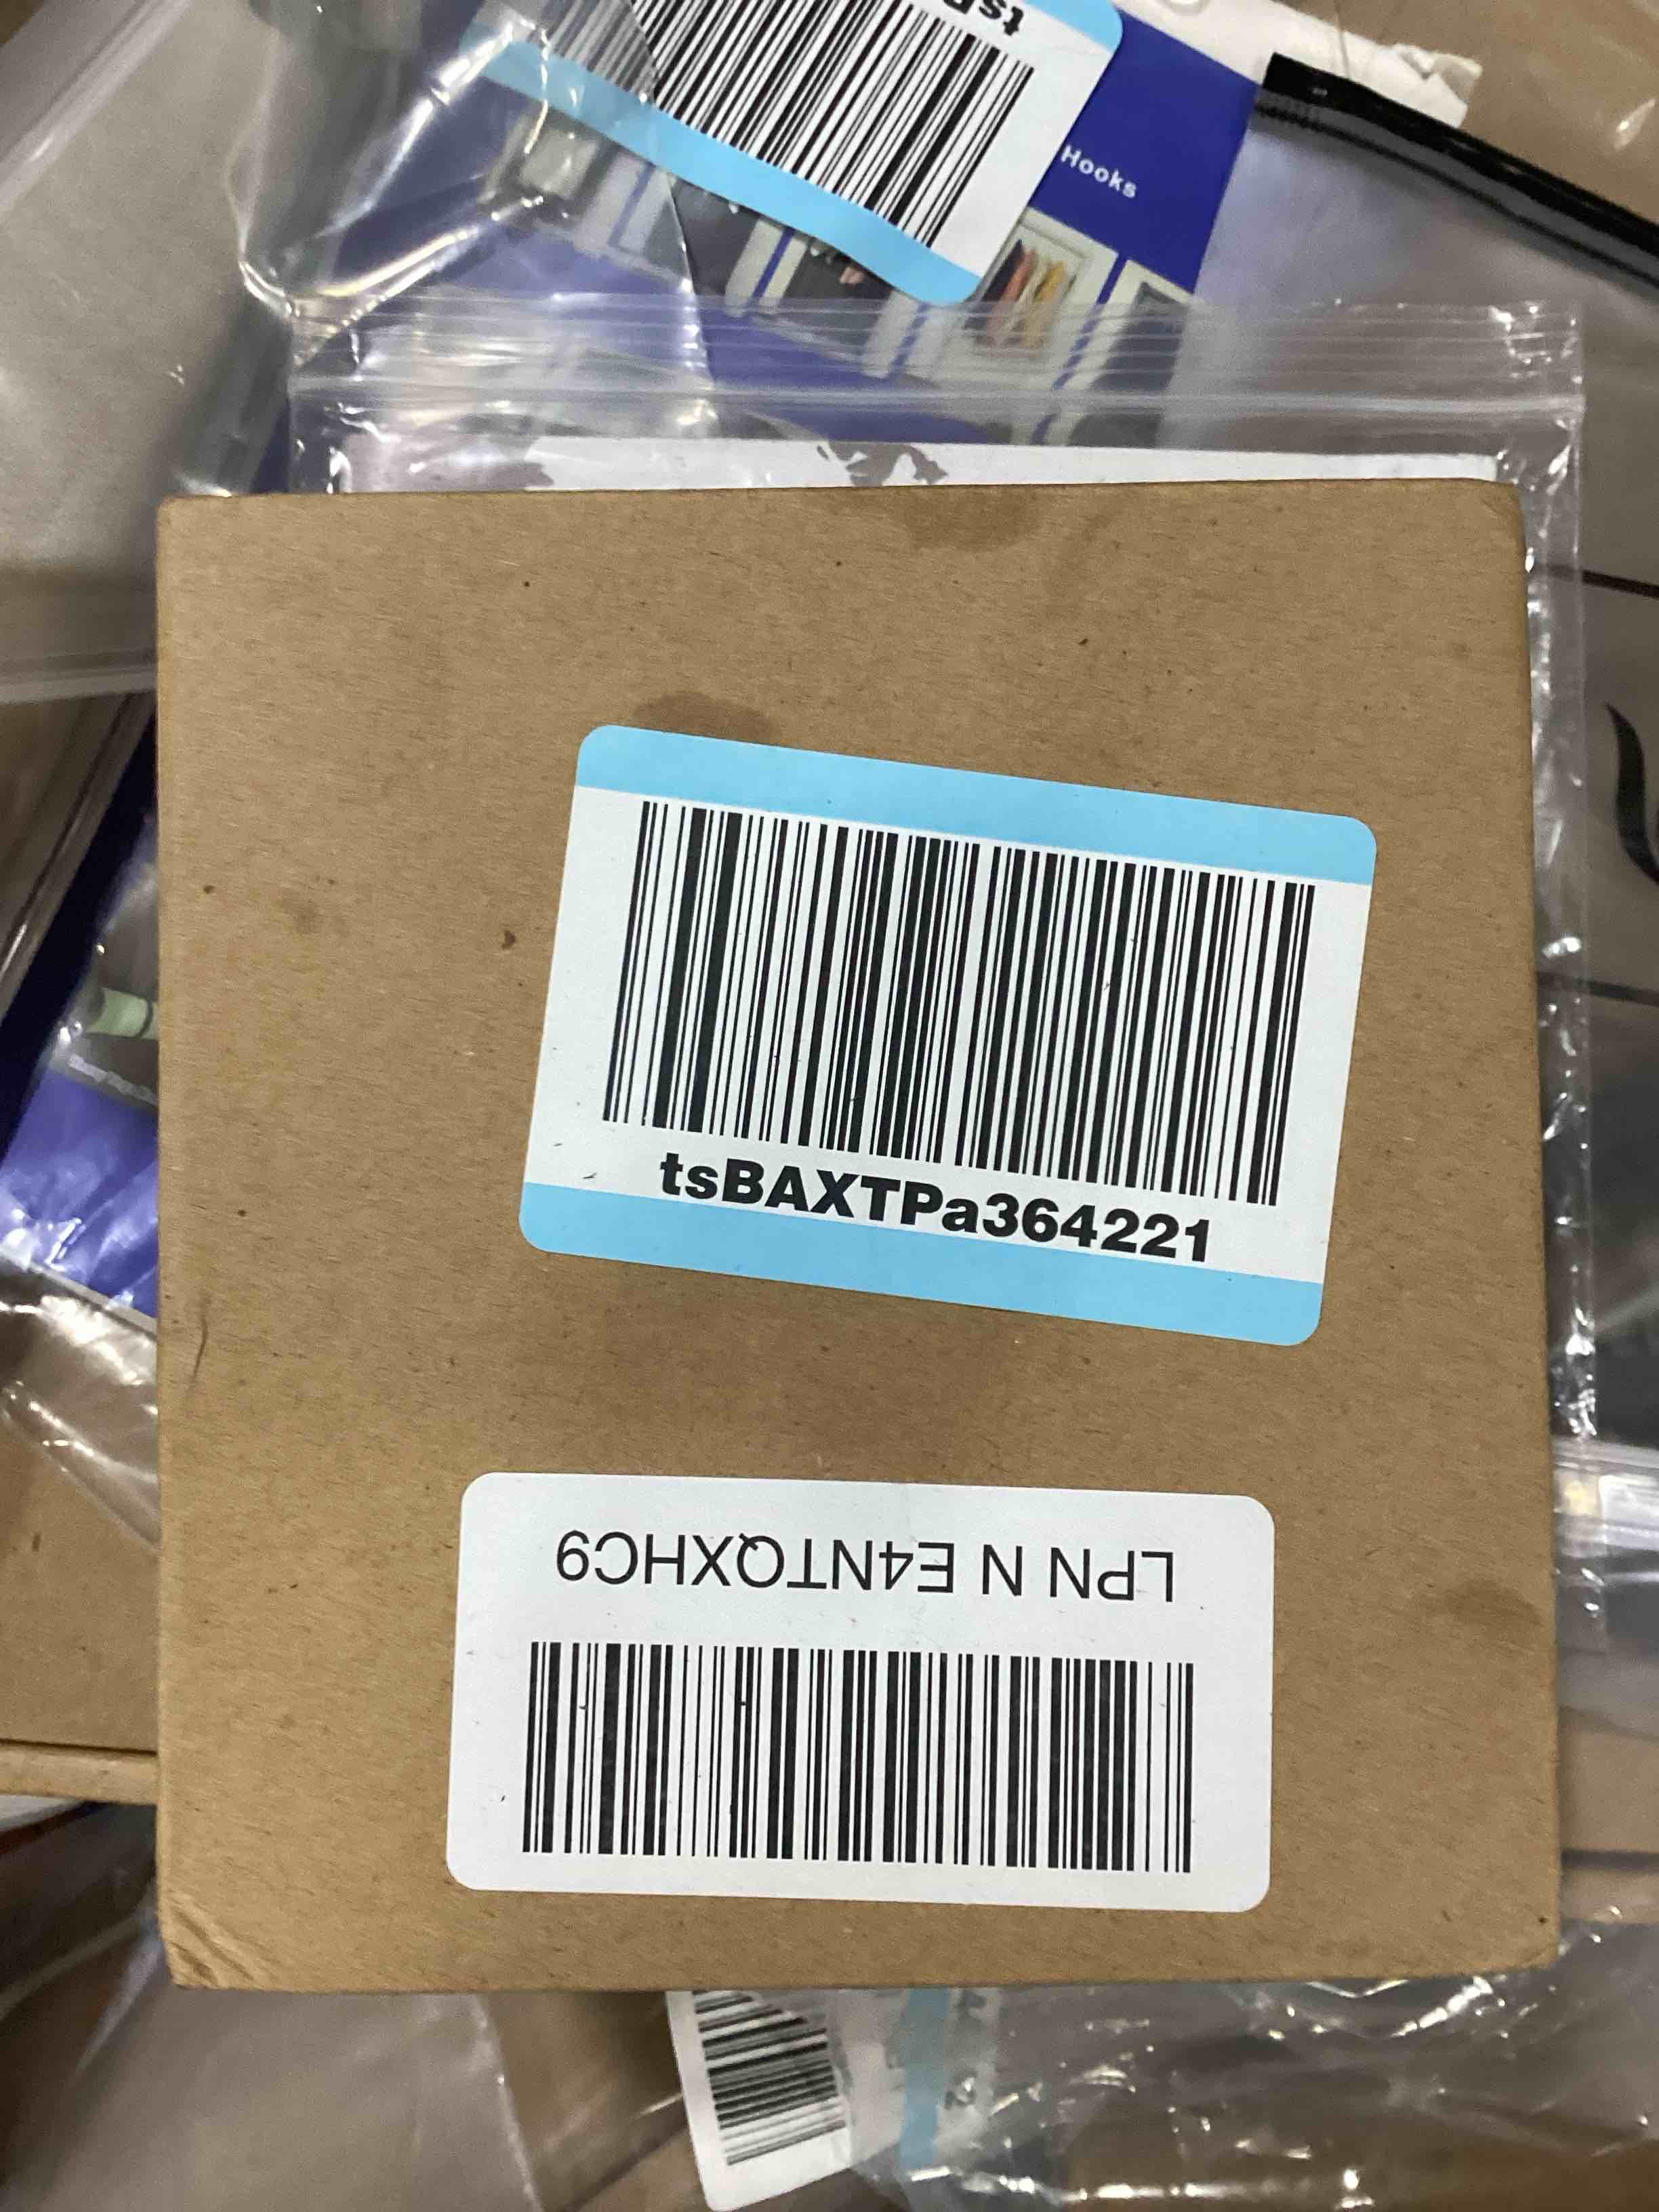 Hooks
tsBAXTPa364221
LPN N E4NTQXHC9